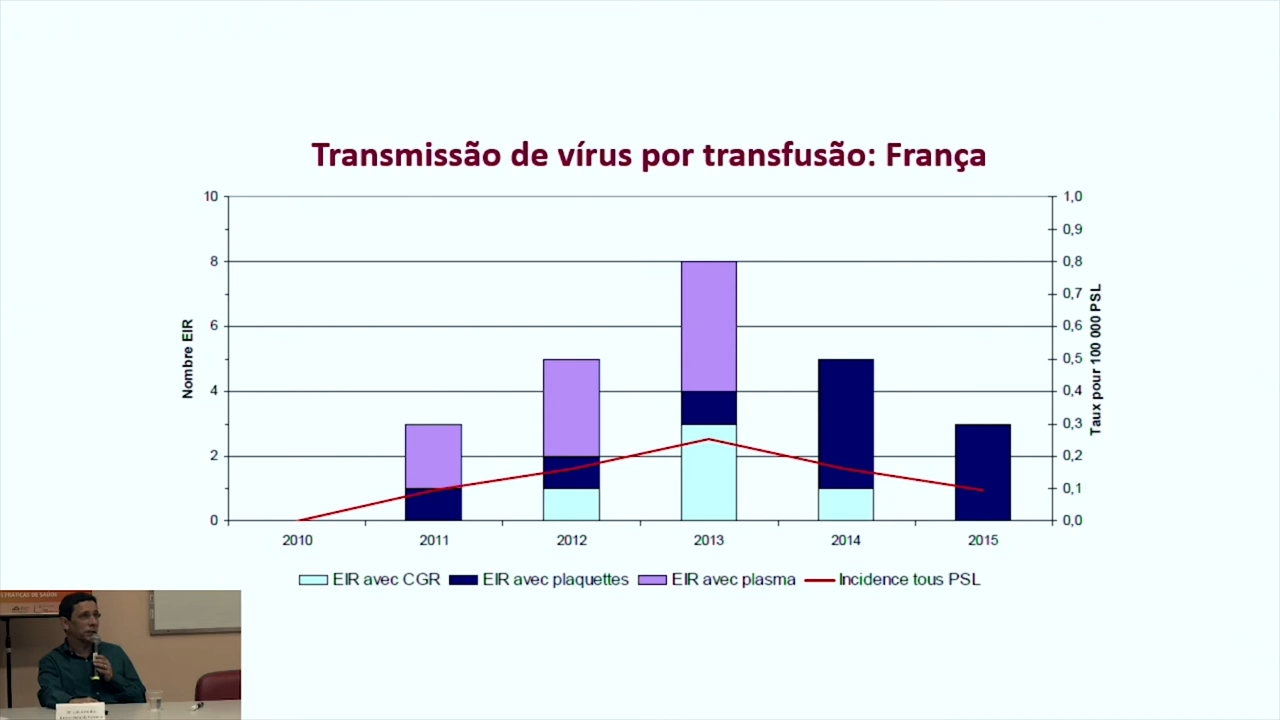 Transmissão de vírus por transfusão: França
10
8
6
4
2
0
Nombre EIR
1,0
0,9
0,8
0,7
0,6
0,5
0,4
0,3
0,2
0,1
0,0
Taux pour 100 000 PSL
2010 2011 2012 2013 2014 2015
EIR avec CGR EIR avec plaquettes EIR avec plasma Incidence tous PSL
PRÁTICAS DE SAÚDE